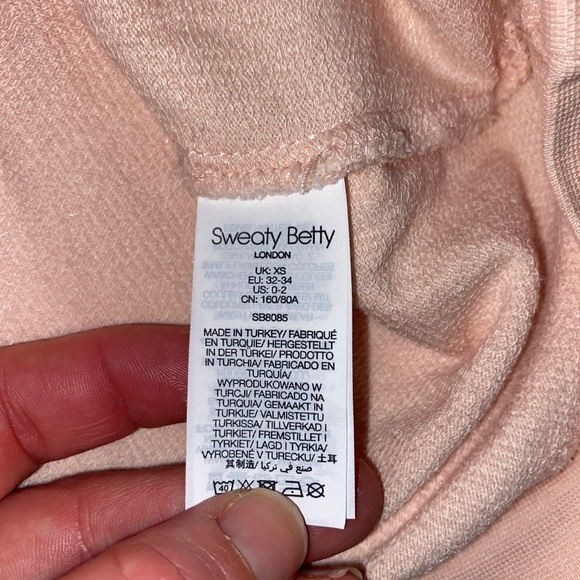 Sweaty Betty
LONDON
UK: XS
EU: 32-34
US: 0-2
CN: 160/80A
SB8085
MADE IN TURKEY/ FABRIQUÉ
EN TURQUIE/ HERGESTELLT
IN DER TÜRKEI/ PRODOTTO
IN TURCHIA/ FABRICADO EN
TURQUÍA/
WYPRODUKOWANO W
TURCJI/ FABRICADO NA
TURQUIA/ GEMAAKT IN
TURKIJE/ VALMISTETTU
TURKISSA/ TILLVERKAD I
TURKIET/ FREMSTILLET I
TYRKIET/ LAGD I TYRKIA/
VYROBENÉ V TURECKU/ 土耳
其制造/ صنع في تركيا
40